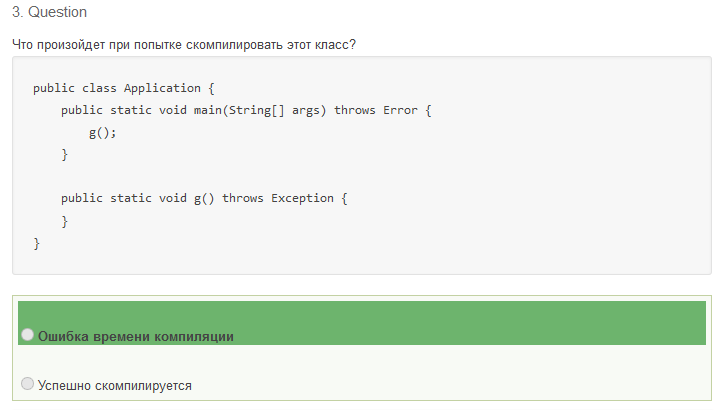 3. Question
Что произойдет при попытке скомпилировать этот класс?
public class Application {
    public static void main(String[] args) throws Error {
        g();
    }

    public static void g() throws Exception {
    }
}
Ошибка времени компиляции
Успешно скомпилируется